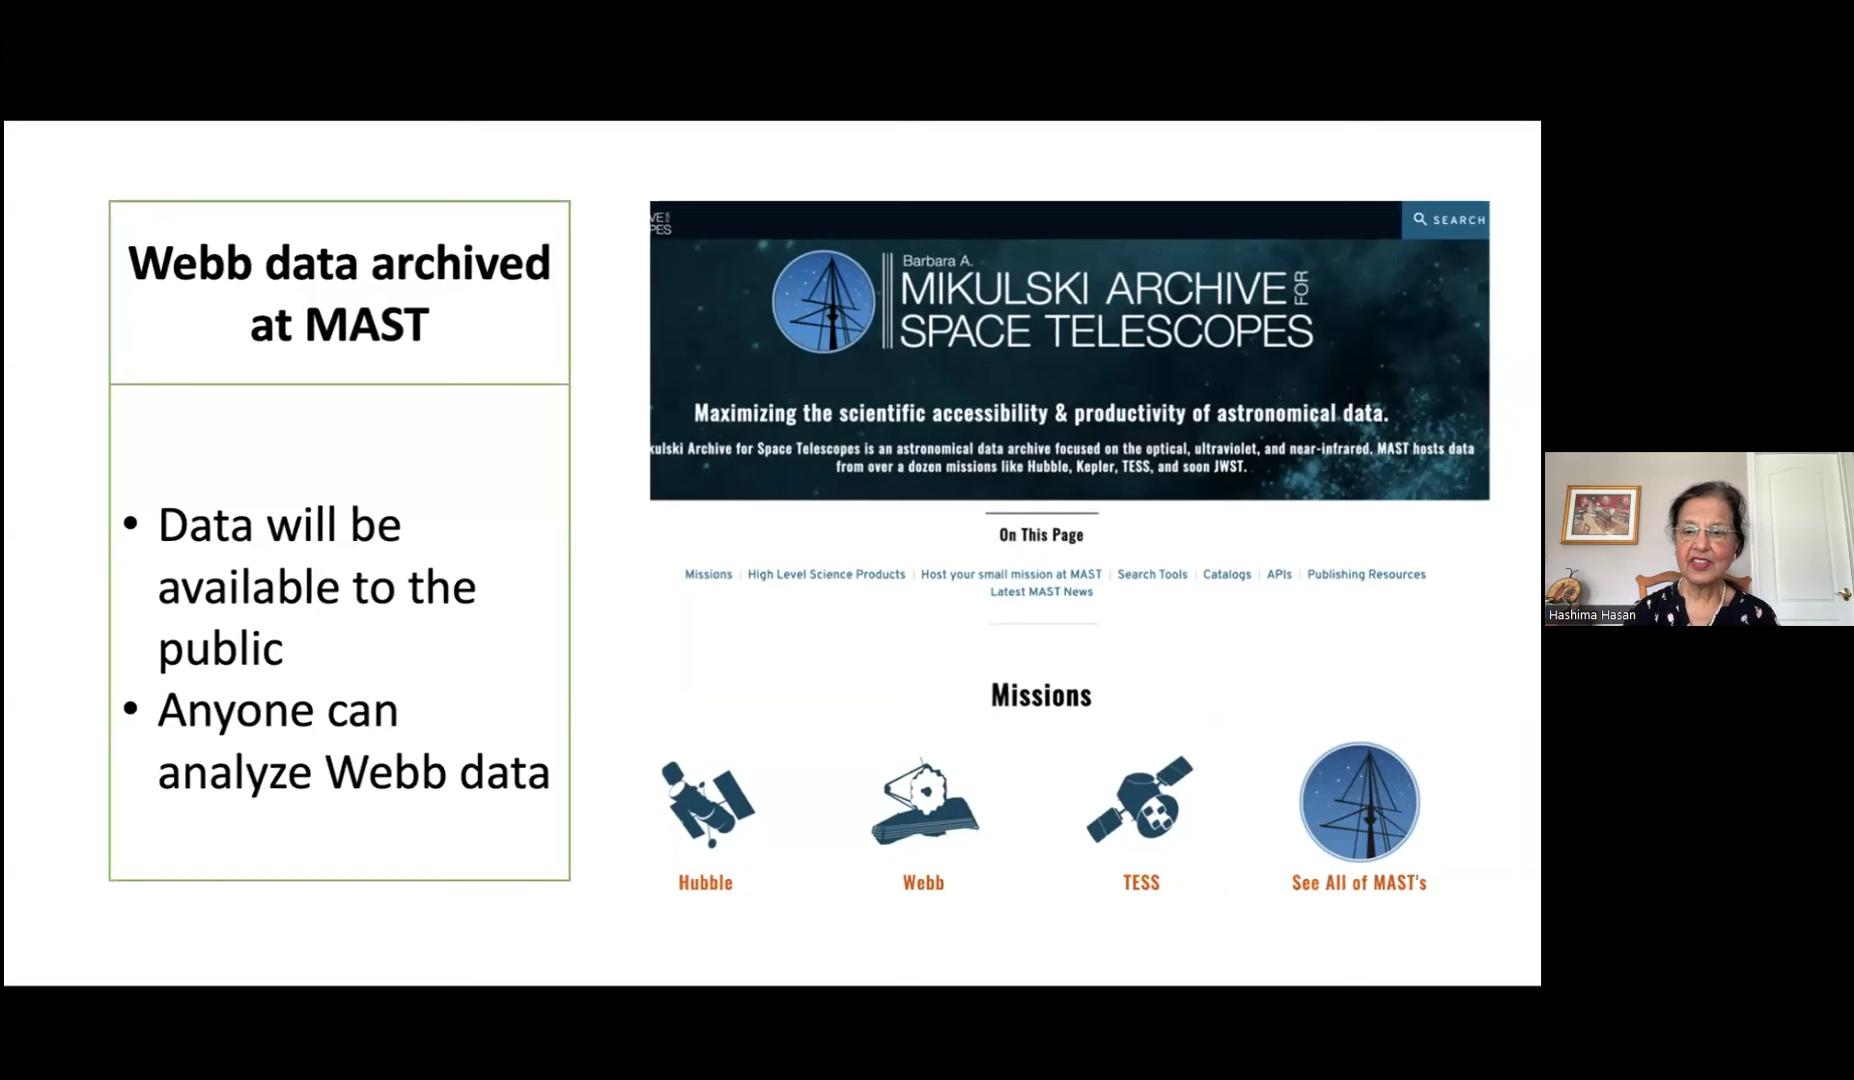 Webb data archived
at MAST
• Data will be
available to the
public
• Anyone can
analyze Webb data
VE FOR
PES
SEARCH
Barbara A.
MIKULSKI ARCHIVE FOR
SPACE TELESCOPES
Maximizing the scientific accessibility & productivity of astronomical data.
kulski Archive for Space Telescopes is an astronomical data archive focused on the optical, ultraviolet, and near-infrared. MAST hosts data
from over a dozen missions like Hubble, Kepler, TESS, and soon JWST.
On This Page
Missions | High Level Science Products | Host your small mission at MAST | Search Tools | Catalogs | APIs | Publishing Resources
Latest MAST News
Missions
Hubble
Webb
TESS
See All of MAST's
Hashima Hasan